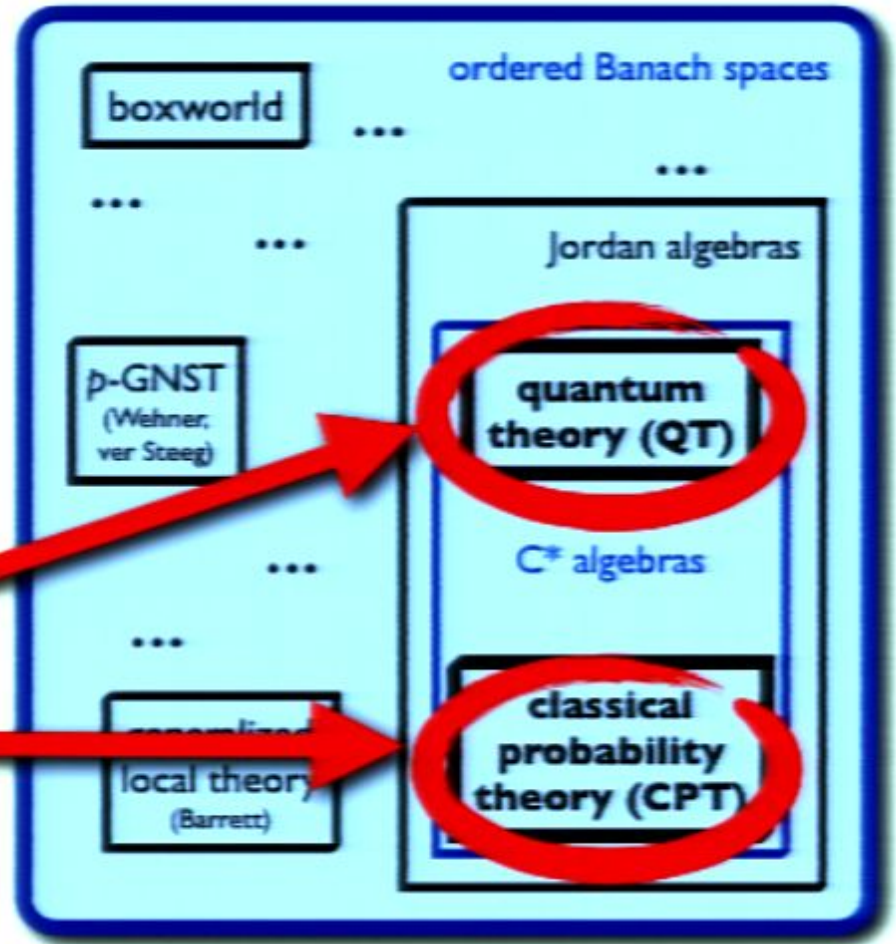 ordered Banach spaces
boxworld
...
...
...
...
Jordan algebras
p-GNST
(Wehner,
ver Steeg)
quantum
theory (QT)
...
C* algebras
...
local theory
(Barrett)
classical
probability
theory (CPT)